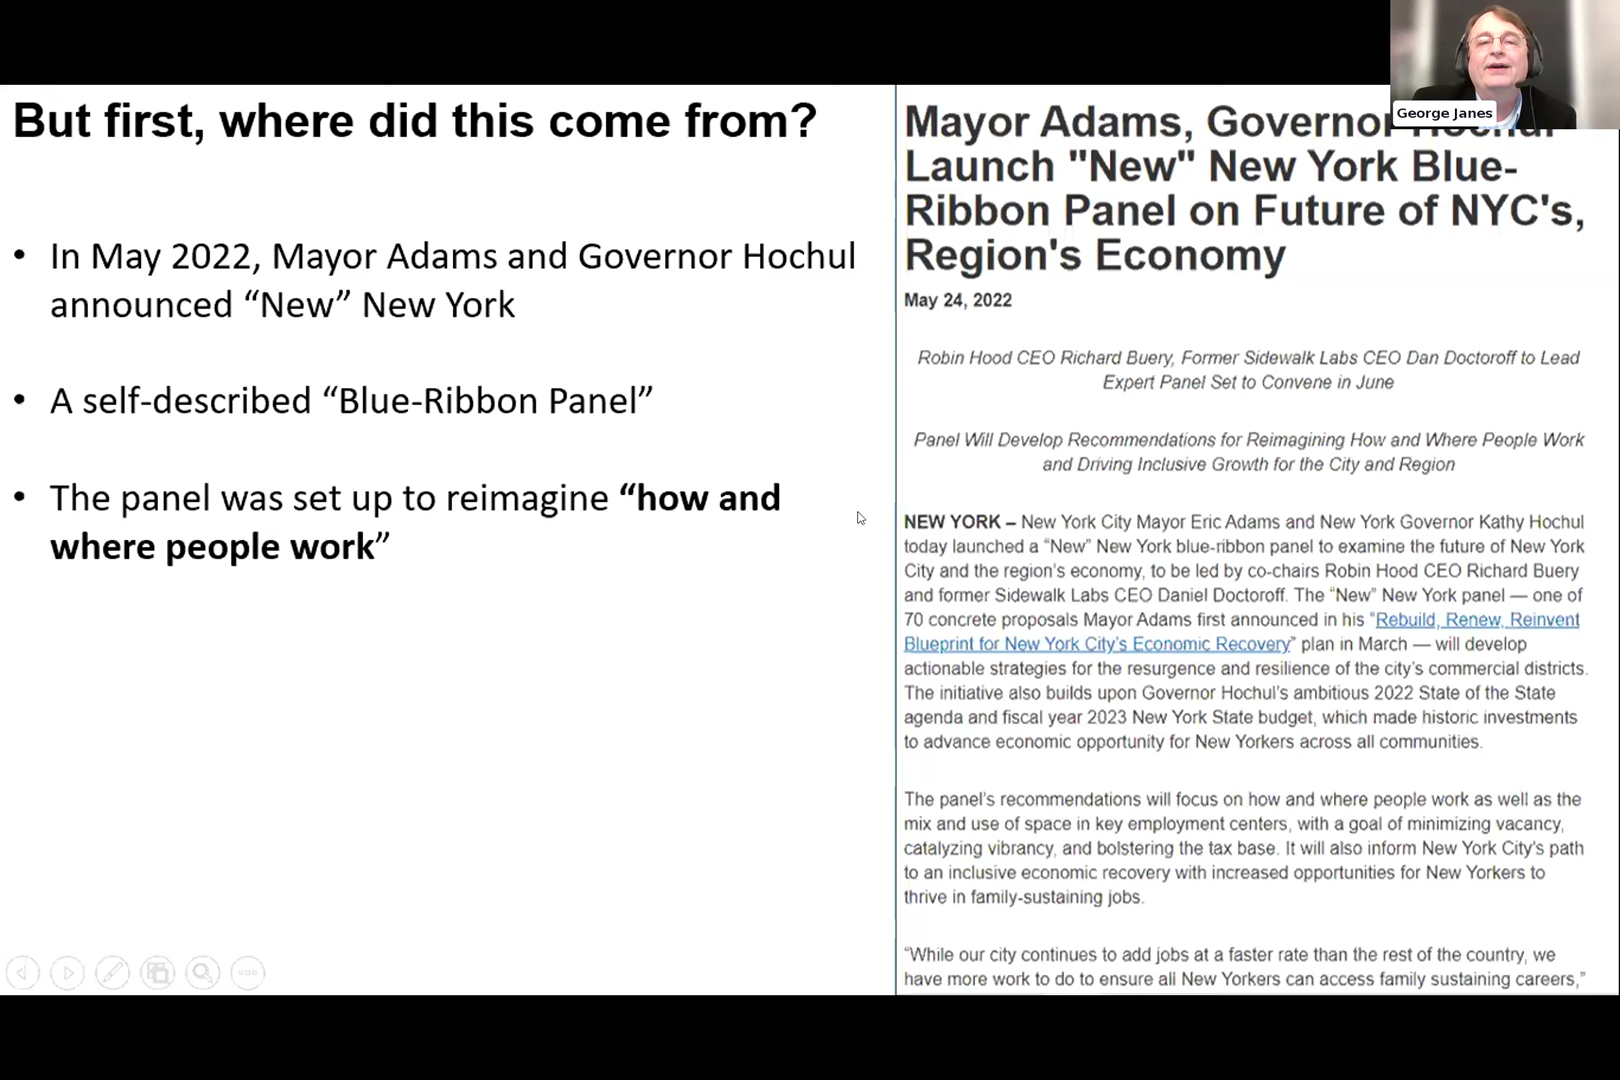 But first, where did this come from?
• In May 2022, Mayor Adams and Governor Hochul
announced “New” New York
• A self-described “Blue-Ribbon Panel”
• The panel was set up to reimagine “how and
where people work”
George Janes
Mayor Adams, Governor Hochul
Launch "New" New York Blue-
Ribbon Panel on Future of NYC's,
Region's Economy
May 24, 2022
Robin Hood CEO Richard Buery, Former Sidewalk Labs CEO Dan Doctoroff to Lead
Expert Panel Set to Convene in June
Panel Will Develop Recommendations for Reimagining How and Where People Work
and Driving Inclusive Growth for the City and Region
NEW YORK – New York City Mayor Eric Adams and New York Governor Kathy Hochul
today launched a “New” New York blue-ribbon panel to examine the future of New York
City and the region’s economy, to be led by co-chairs Robin Hood CEO Richard Buery
and former Sidewalk Labs CEO Daniel Doctoroff. The “New” New York panel — one of
70 concrete proposals Mayor Adams first announced in his “Rebuild, Renew, Reinvent
Blueprint for New York City’s Economic Recovery” plan in March — will develop
actionable strategies for the resurgence and resilience of the city’s commercial districts.
The initiative also builds upon Governor Hochul’s ambitious 2022 State of the State
agenda and fiscal year 2023 New York State budget, which made historic investments
to advance economic opportunity for New Yorkers across all communities.
The panel’s recommendations will focus on how and where people work as well as the
mix and use of space in key employment centers, with a goal of minimizing vacancy,
catalyzing vibrancy, and bolstering the tax base. It will also inform New York City’s path
to an inclusive economic recovery with increased opportunities for New Yorkers to
thrive in family-sustaining jobs.
“While our city continues to add jobs at a faster rate than the rest of the country, we
have more work to do to ensure all New Yorkers can access family sustaining careers,”